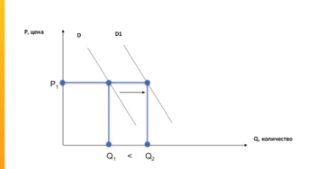 P, цена
D
D1
P₁
Q, количество
Q₁ < Q₂